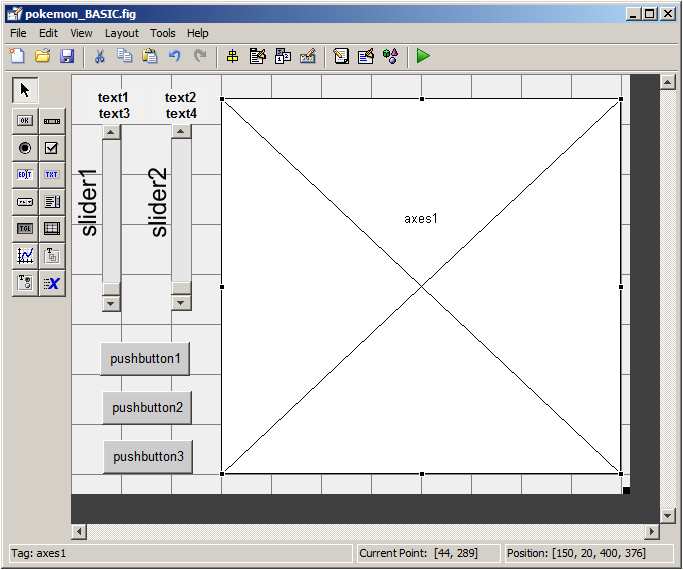 pokemon_BASIC.fig
File Edit View Layout Tools Help
text1 text2
text3 text4
slider1
slider2
axes1
OK
EDIT TXT
TGL
pushbutton1
pushbutton2
pushbutton3
Tag: axes1 Current Point: [44, 289] Position: [150, 20, 400, 376]